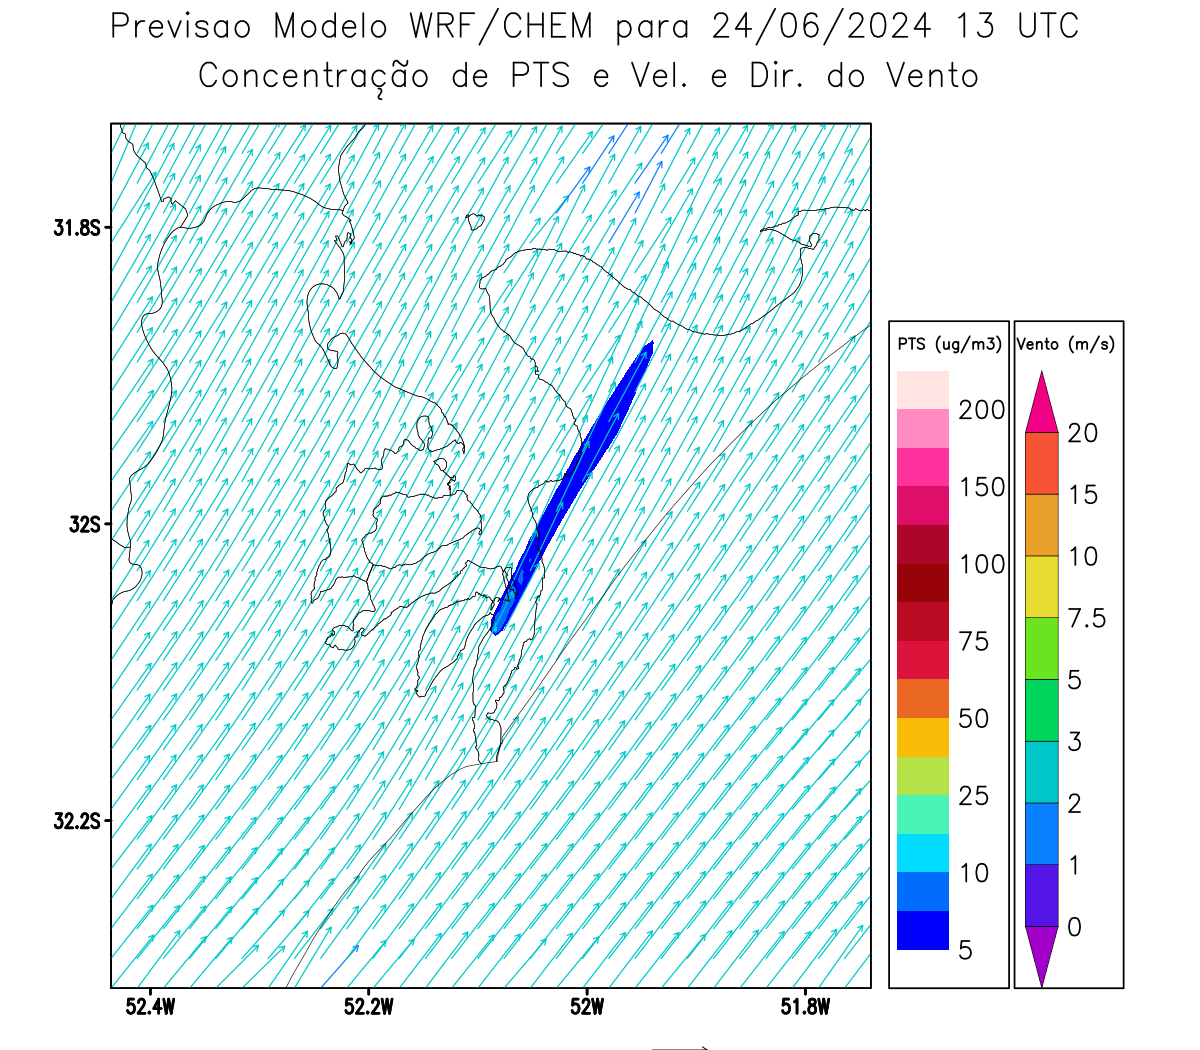 Previsao Modelo WRF/CHEM para 24/06/2024 13 UTC
Concentração de PTS e Vel. e Dir. do Vento
31.8S
32S
32.2S
52.4W
52.2W
52W
51.8W
PTS (ug/m3)
200
150
100
75
50
25
10
5
Vento (m/s)
20
15
10
7.5
5
3
2
1
0